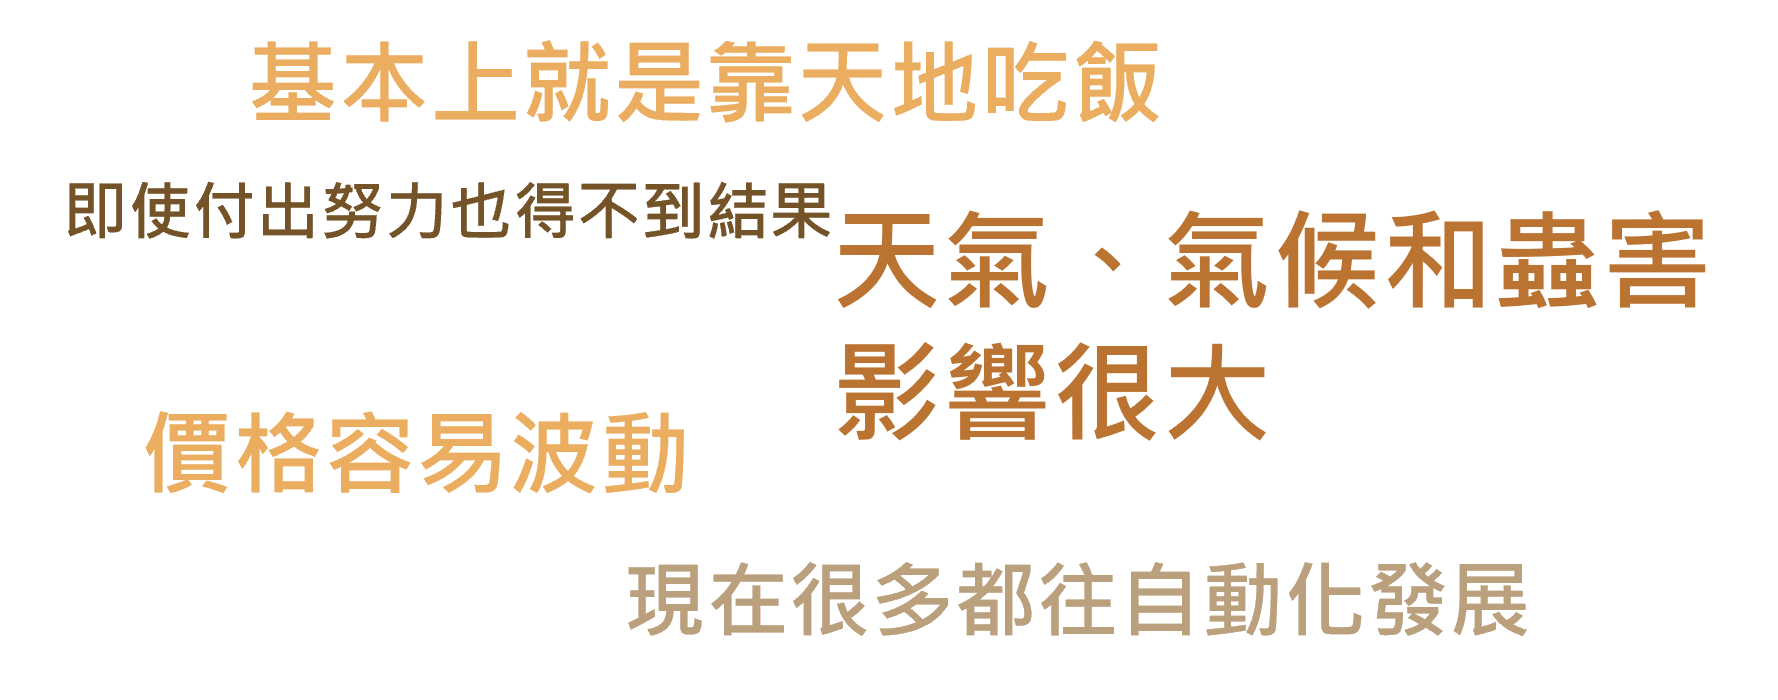 基本上就是靠天地吃飯
即使付出努力也得不到結果
天氣、氣候和蟲害
影響很大
價格容易波動
現在很多都往自動化發展